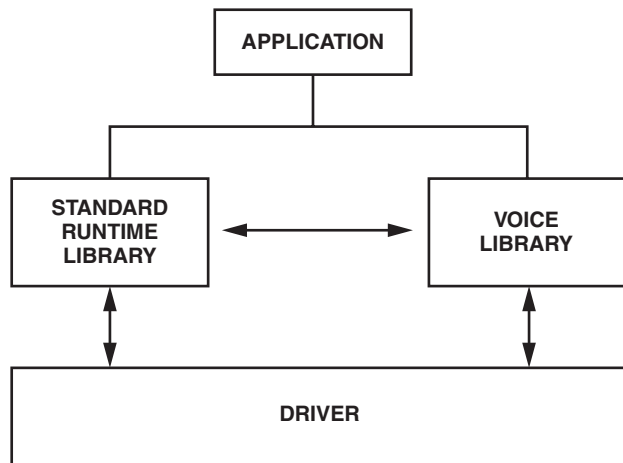 APPLICATION
STANDARD
RUNTIME
LIBRARY
VOICE
LIBRARY
DRIVER